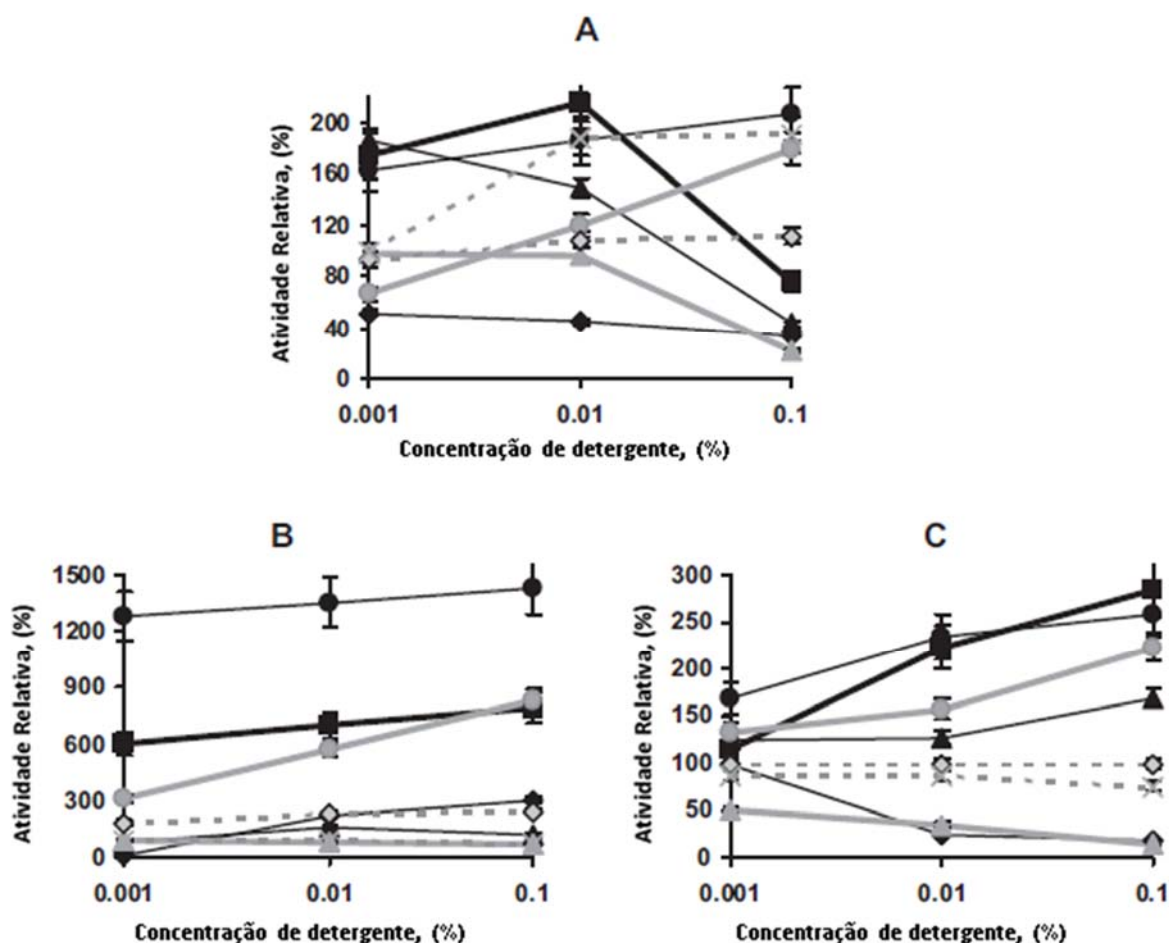 A
Atividade Relativa, (%)
200
160
120
80
40
0
0.001 0.01 0.1
Concentração de detergente, (%)
B
Atividade Relativa, (%)
1500
1200
900
600
300
0
0.001 0.01 0.1
Concentração de detergente, (%)
C
Atividade Relativa, (%)
300
250
200
150
100
50
0
0.001 0.01 0.1
Concentração de detergente, (%)